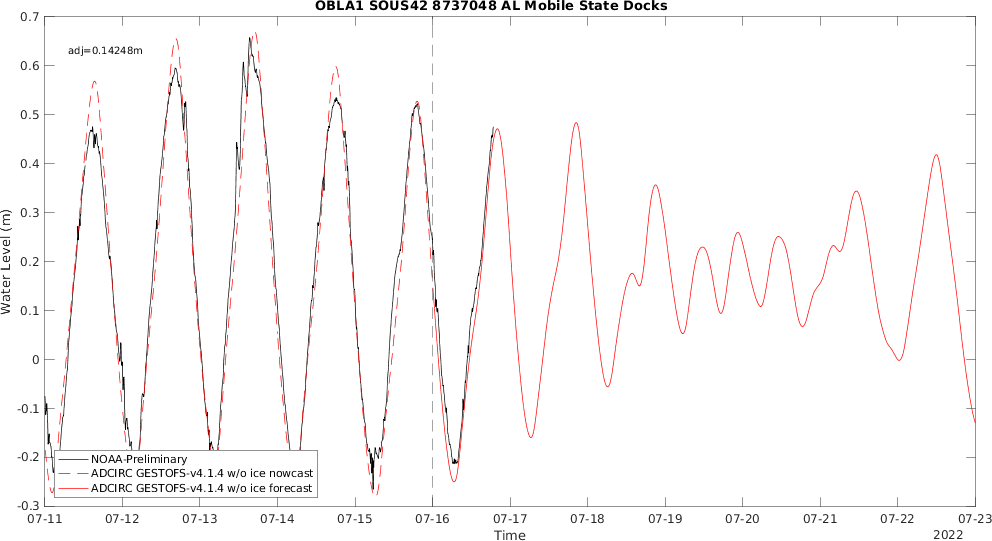 OBLA1 SOUS42 8737048 AL Mobile State Docks
adj=0.14248m
Water Level (m)
0.7
0.6
0.5
0.4
0.3
0.2
0.1
0
-0.1
-0.2
-0.3
NOAA-Preliminary
ADCIRC GESTOFS-v4.1.4 w/o ice nowcast
ADCIRC GESTOFS-v4.1.4 w/o ice forecast
07-11 07-12 07-13 07-14 07-15 07-16 07-17 07-18 07-19 07-20 07-21 07-22 07-23
Time
2022